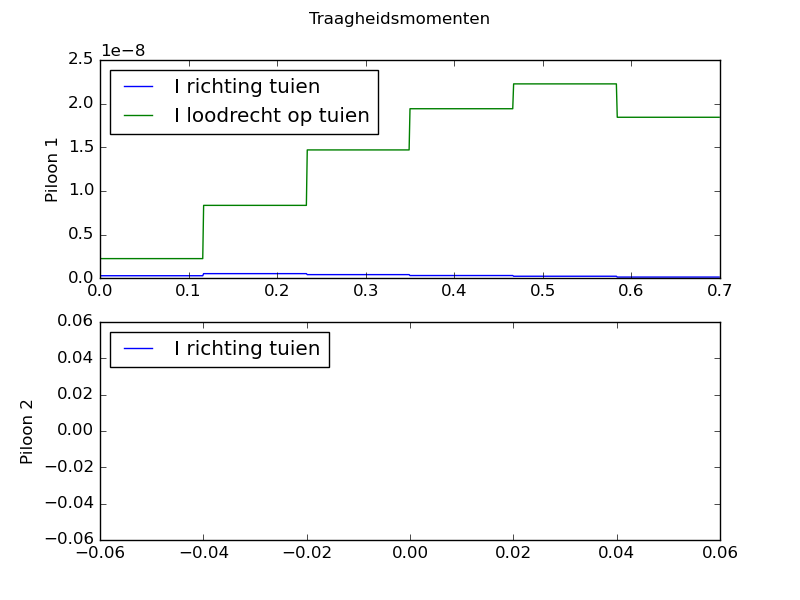 Traagheidsmomenten
1e−8
2.5
2.0
1.5
1.0
0.5
0.0
Piloon 1
I richting tuien
I loodrecht op tuien
0.0 0.1 0.2 0.3 0.4 0.5 0.6 0.7
0.06
0.04
0.02
0.00
−0.02
−0.04
−0.06
Piloon 2
I richting tuien
−0.06 −0.04 −0.02 0.00 0.02 0.04 0.06